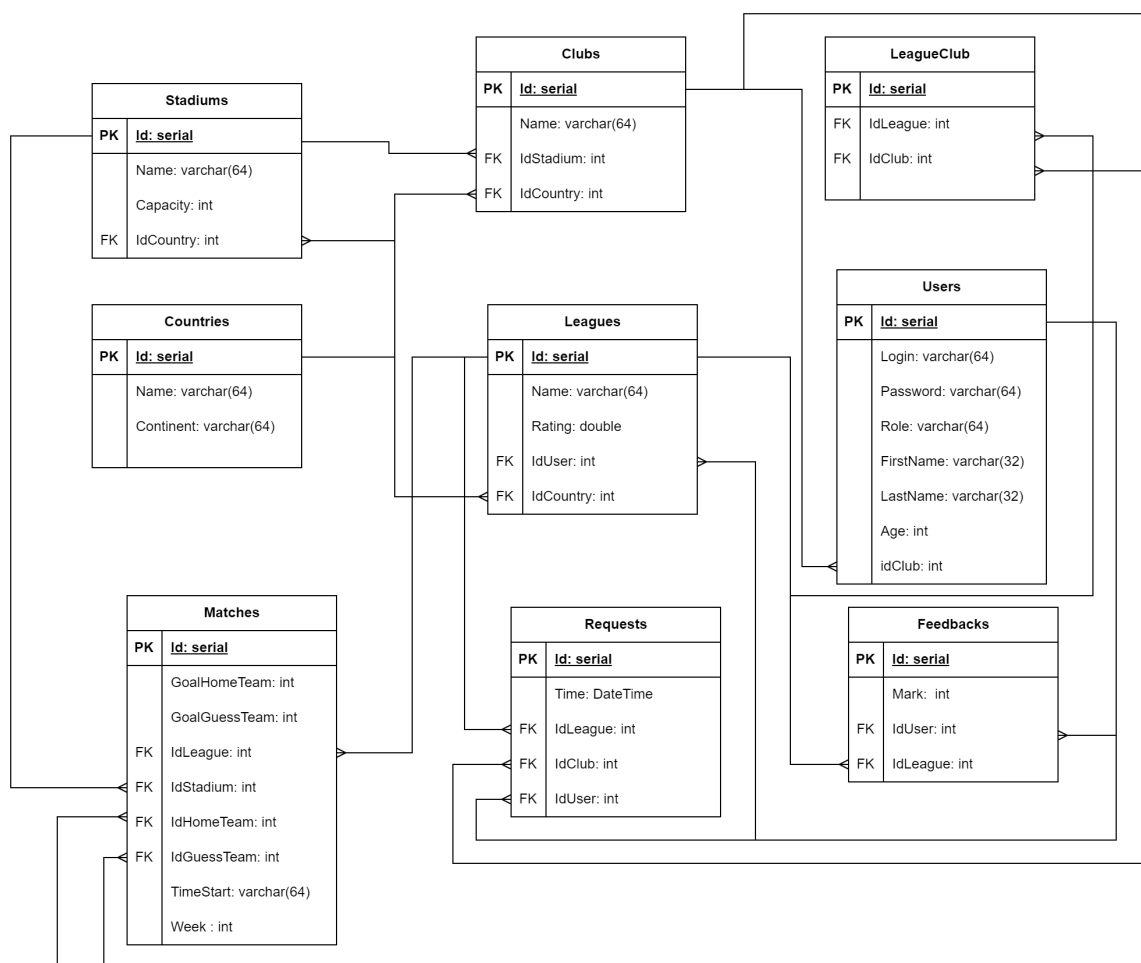 Clubs
PK Id: serial
Name: varchar(64)
FK IdStadium: int
FK IdCountry: int
LeagueClub
PK Id: serial
FK IdLeague: int
FK IdClub: int
Stadiums
PK Id: serial
Name: varchar(64)
Capacity: int
FK IdCountry: int
Users
PK Id: serial
Login: varchar(64)
Password: varchar(64)
Role: varchar(64)
FirstName: varchar(32)
LastName: varchar(32)
Age: int
idClub: int
Countries
PK Id: serial
Name: varchar(64)
Continent: varchar(64)
Leagues
PK Id: serial
Name: varchar(64)
Rating: double
FK IdUser: int
FK IdCountry: int
Matches
PK Id: serial
GoalHomeTeam: int
GoalGuessTeam: int
FK IdLeague: int
FK IdStadium: int
FK IdHomeTeam: int
FK IdGuessTeam: int
TimeStart: varchar(64)
Week : int
Requests
PK Id: serial
Time: DateTime
FK IdLeague: int
FK IdClub: int
FK IdUser: int
Feedbacks
PK Id: serial
Mark: int
FK IdUser: int
FK IdLeague: int